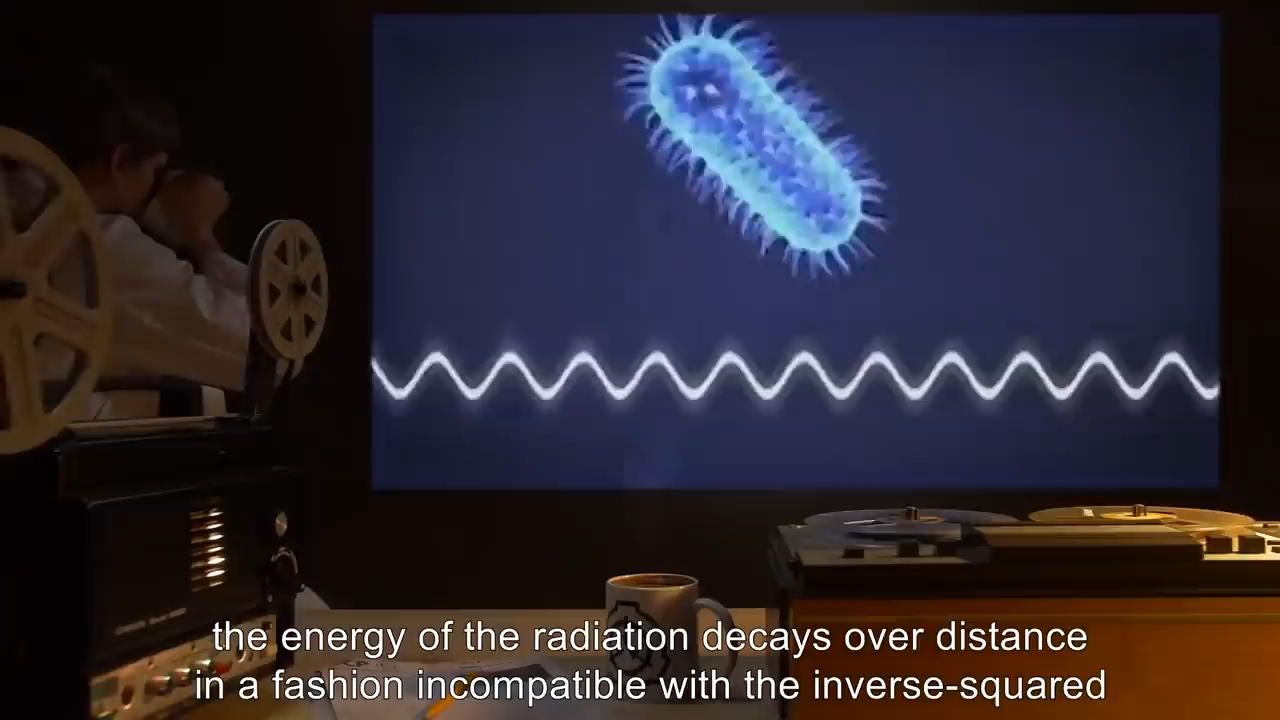 the energy of the radiation decays over distance
in a fashion incompatible with the inverse-squared